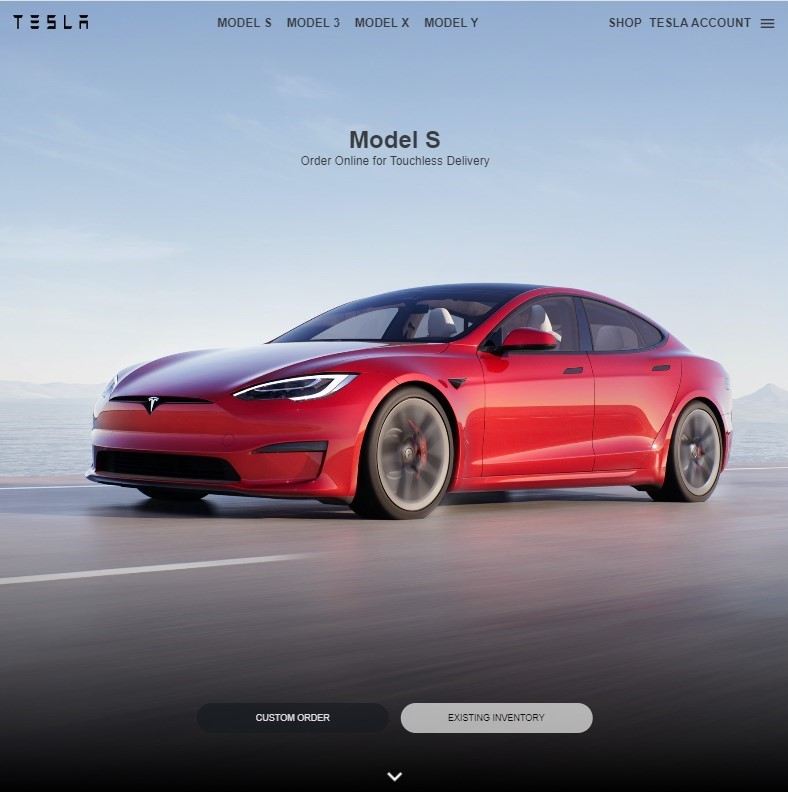 TESLA MODEL S MODEL 3 MODEL X MODEL Y SHOP TESLA ACCOUNT
Model S
Order Online for Touchless Delivery
CUSTOM ORDER EXISTING INVENTORY